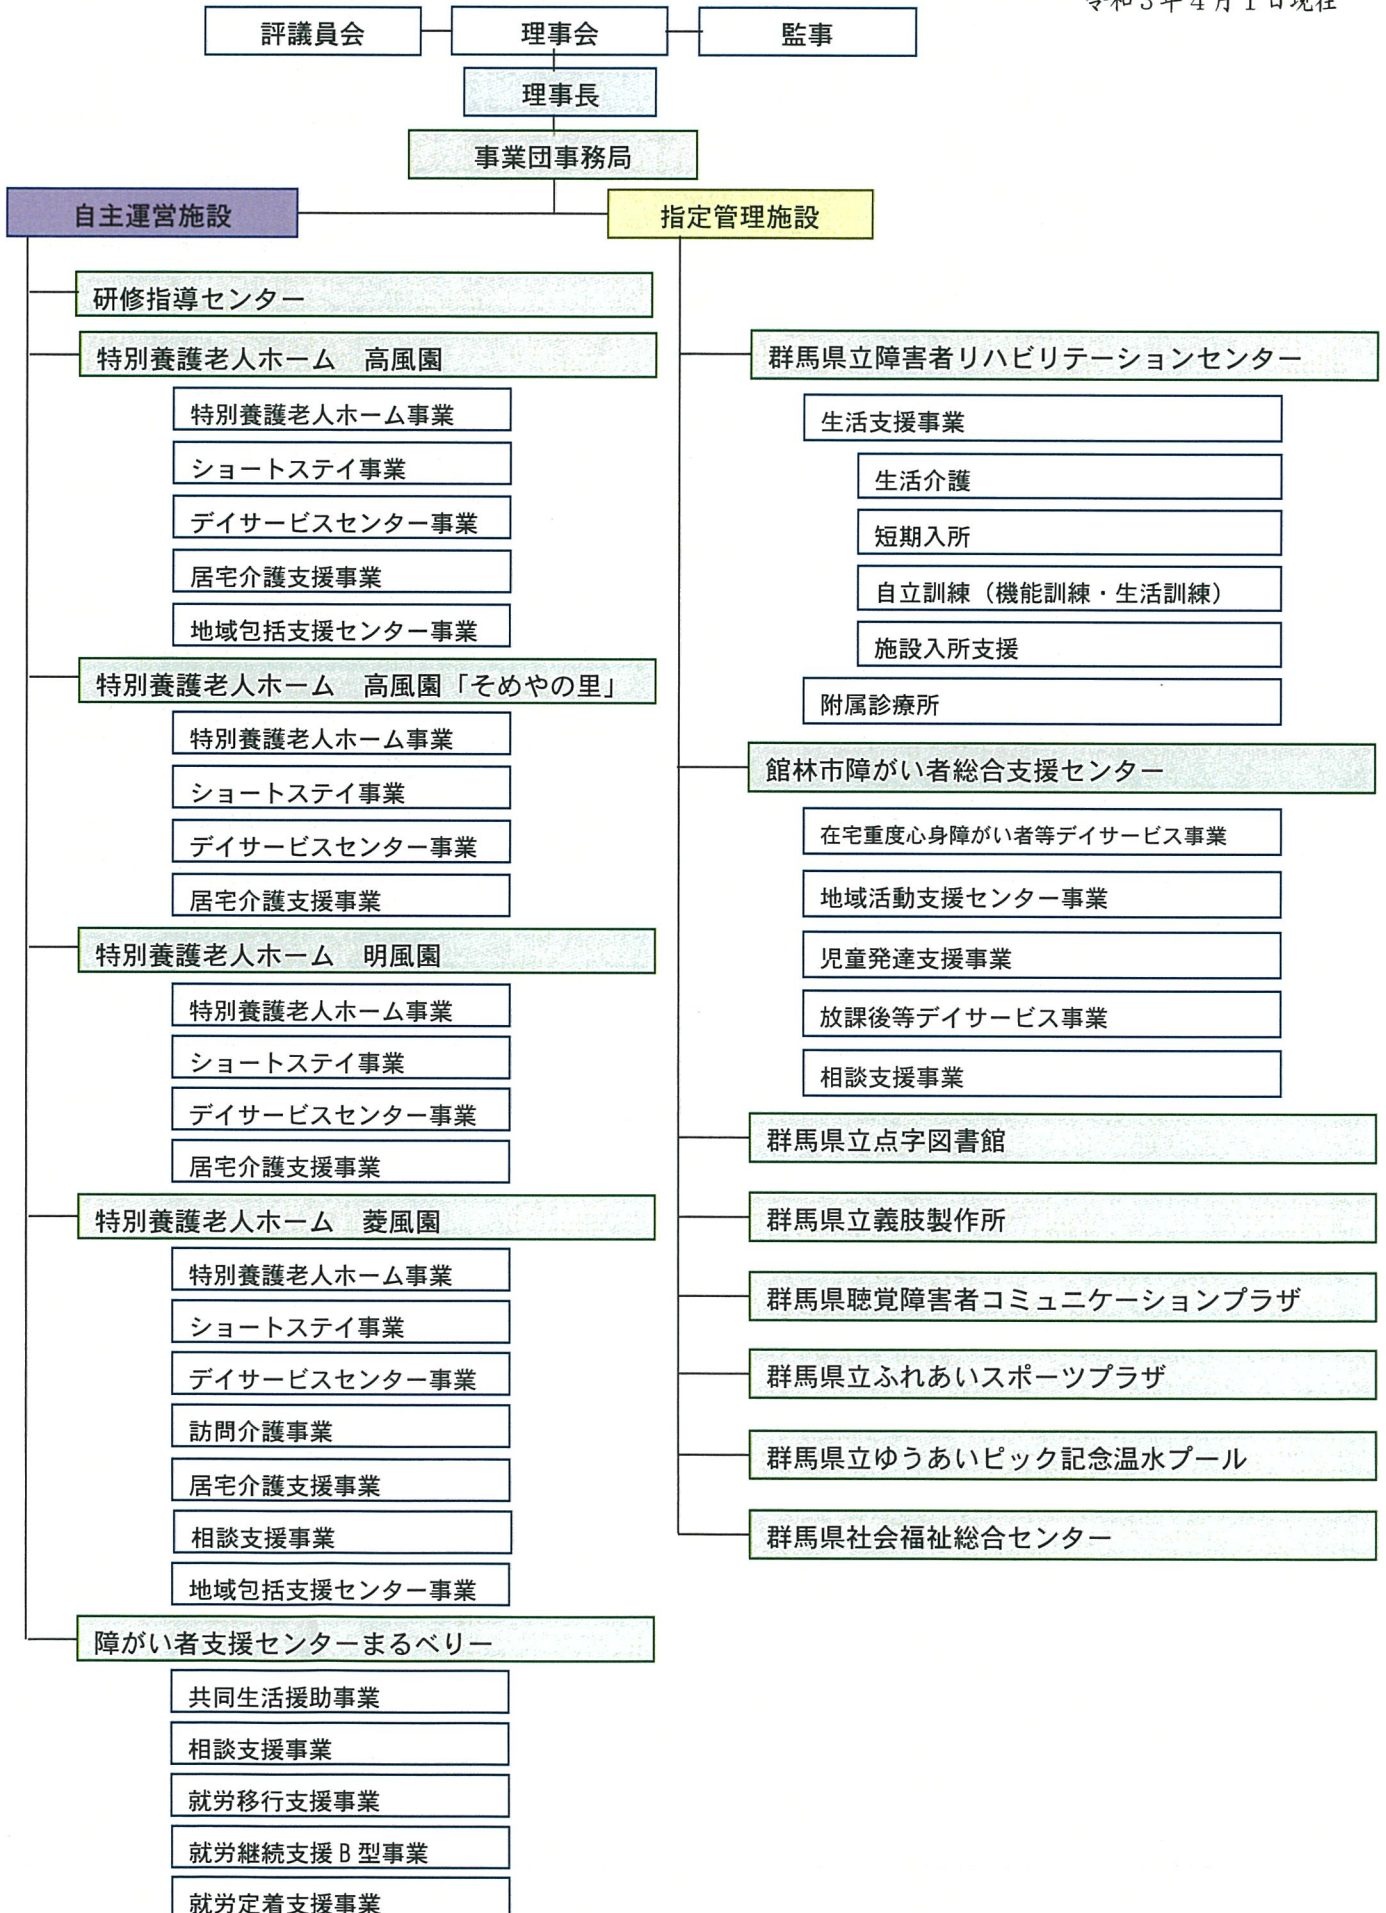 令和3年4月1日現在
評議員会
理事会
監事
理事長
事業団事務局
自主運営施設
指定管理施設
研修指導センター
特別養護老人ホーム　高風園
特別養護老人ホーム事業
ショートステイ事業
デイサービスセンター事業
居宅介護支援事業
地域包括支援センター事業
特別養護老人ホーム　高風園「そめやの里」
特別養護老人ホーム事業
ショートステイ事業
デイサービスセンター事業
居宅介護支援事業
特別養護老人ホーム　明風園
特別養護老人ホーム事業
ショートステイ事業
デイサービスセンター事業
居宅介護支援事業
特別養護老人ホーム　菱風園
特別養護老人ホーム事業
ショートステイ事業
デイサービスセンター事業
訪問介護事業
居宅介護支援事業
相談支援事業
地域包括支援センター事業
障がい者支援センターまるべりー
共同生活援助事業
相談支援事業
就労移行支援事業
就労継続支援B型事業
就労定着支援事業
群馬県立障害者リハビリテーションセンター
生活支援事業
生活介護
短期入所
自立訓練（機能訓練・生活訓練）
施設入所支援
附属診療所
館林市障がい者総合支援センター
在宅重度心身障がい者等デイサービス事業
地域活動支援センター事業
児童発達支援事業
放課後等デイサービス事業
相談支援事業
群馬県立点字図書館
群馬県立義肢製作所
群馬県聴覚障害者コミュニケーションプラザ
群馬県立ふれあいスポーツプラザ
群馬県立ゆうあいピック記念温水プール
群馬県社会福祉総合センター